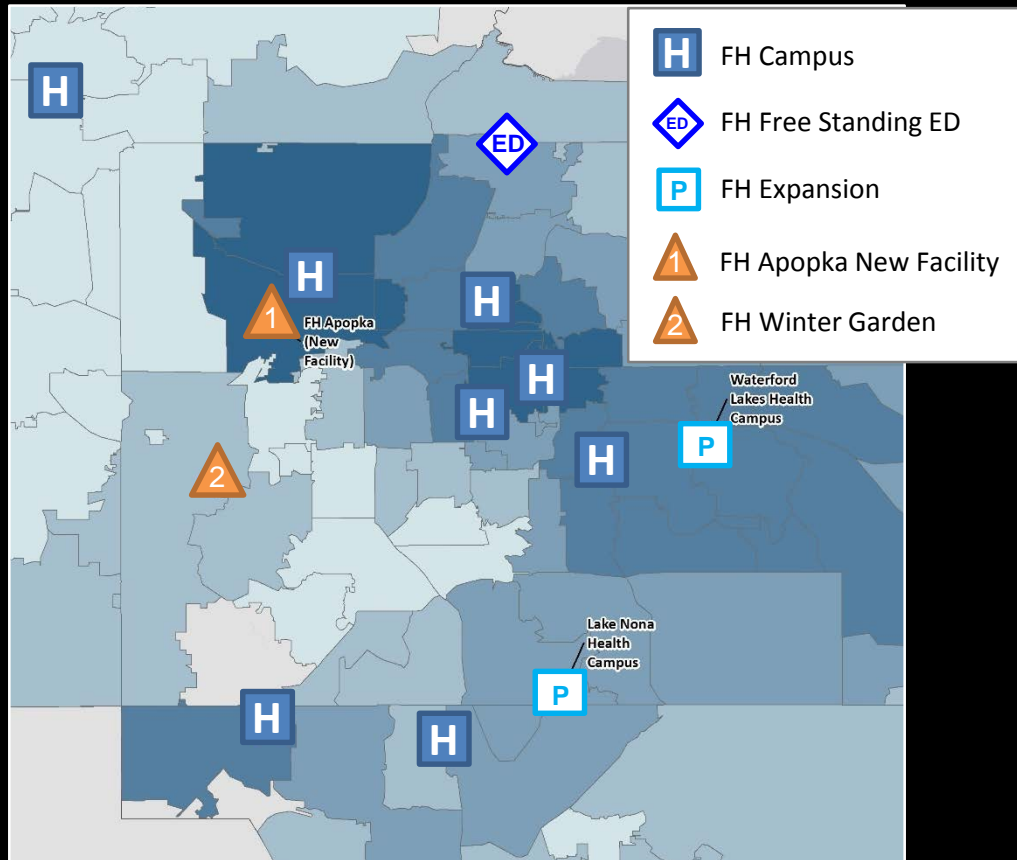 H FH Campus
ED FH Free Standing ED
P FH Expansion
1 FH Apopka New Facility
2 FH Winter Garden
H
ED
H
1
FH Apopka
(New
Facility)
H
H
H
Waterford
Lakes Health
Campus
P
H
2
Lake Nona
Health
Campus
P
H
H